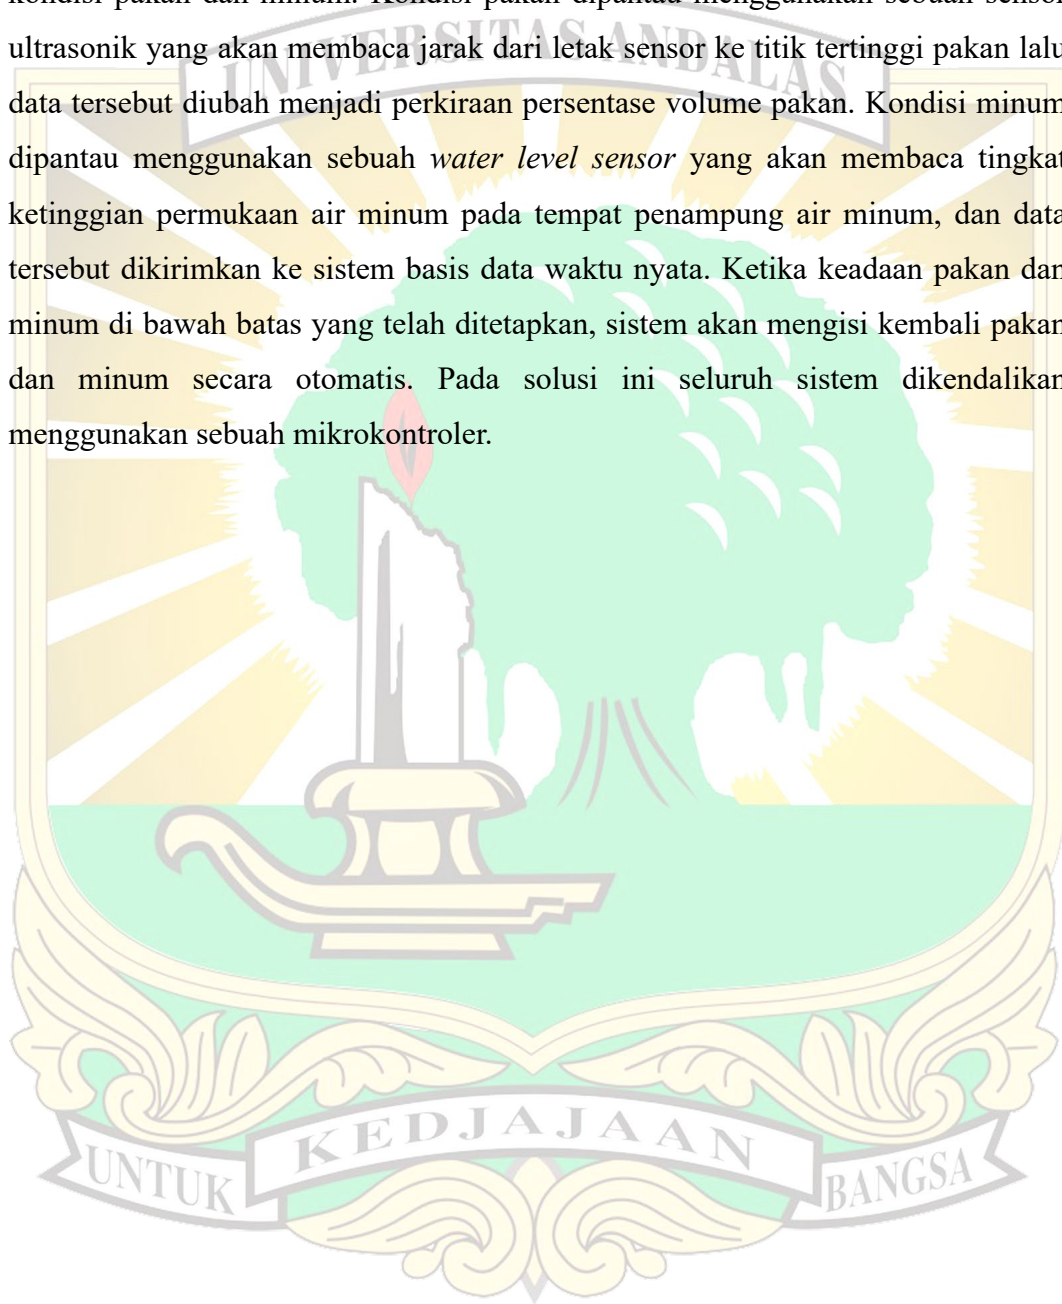 kondisi pakan dan minum. Kondisi pakan dipantau menggunakan sebuah sensor
ultrasonik yang akan membaca jarak dari letak sensor ke titik tertinggi pakan lalu
data tersebut diubah menjadi perkiraan persentase volume pakan. Kondisi minum
dipantau menggunakan sebuah water level sensor yang akan membaca tingkat
ketinggian permukaan air minum pada tempat penampung air minum, dan data
tersebut dikirimkan ke sistem basis data waktu nyata. Ketika keadaan pakan dan
minum di bawah batas yang telah ditetapkan, sistem akan mengisi kembali pakan
dan minum secara otomatis. Pada solusi ini seluruh sistem dikendalikan
menggunakan sebuah mikrokontroler.
UNIVERSITAS ANDALAS
UNTUK KEDJAJAAN BANGSA